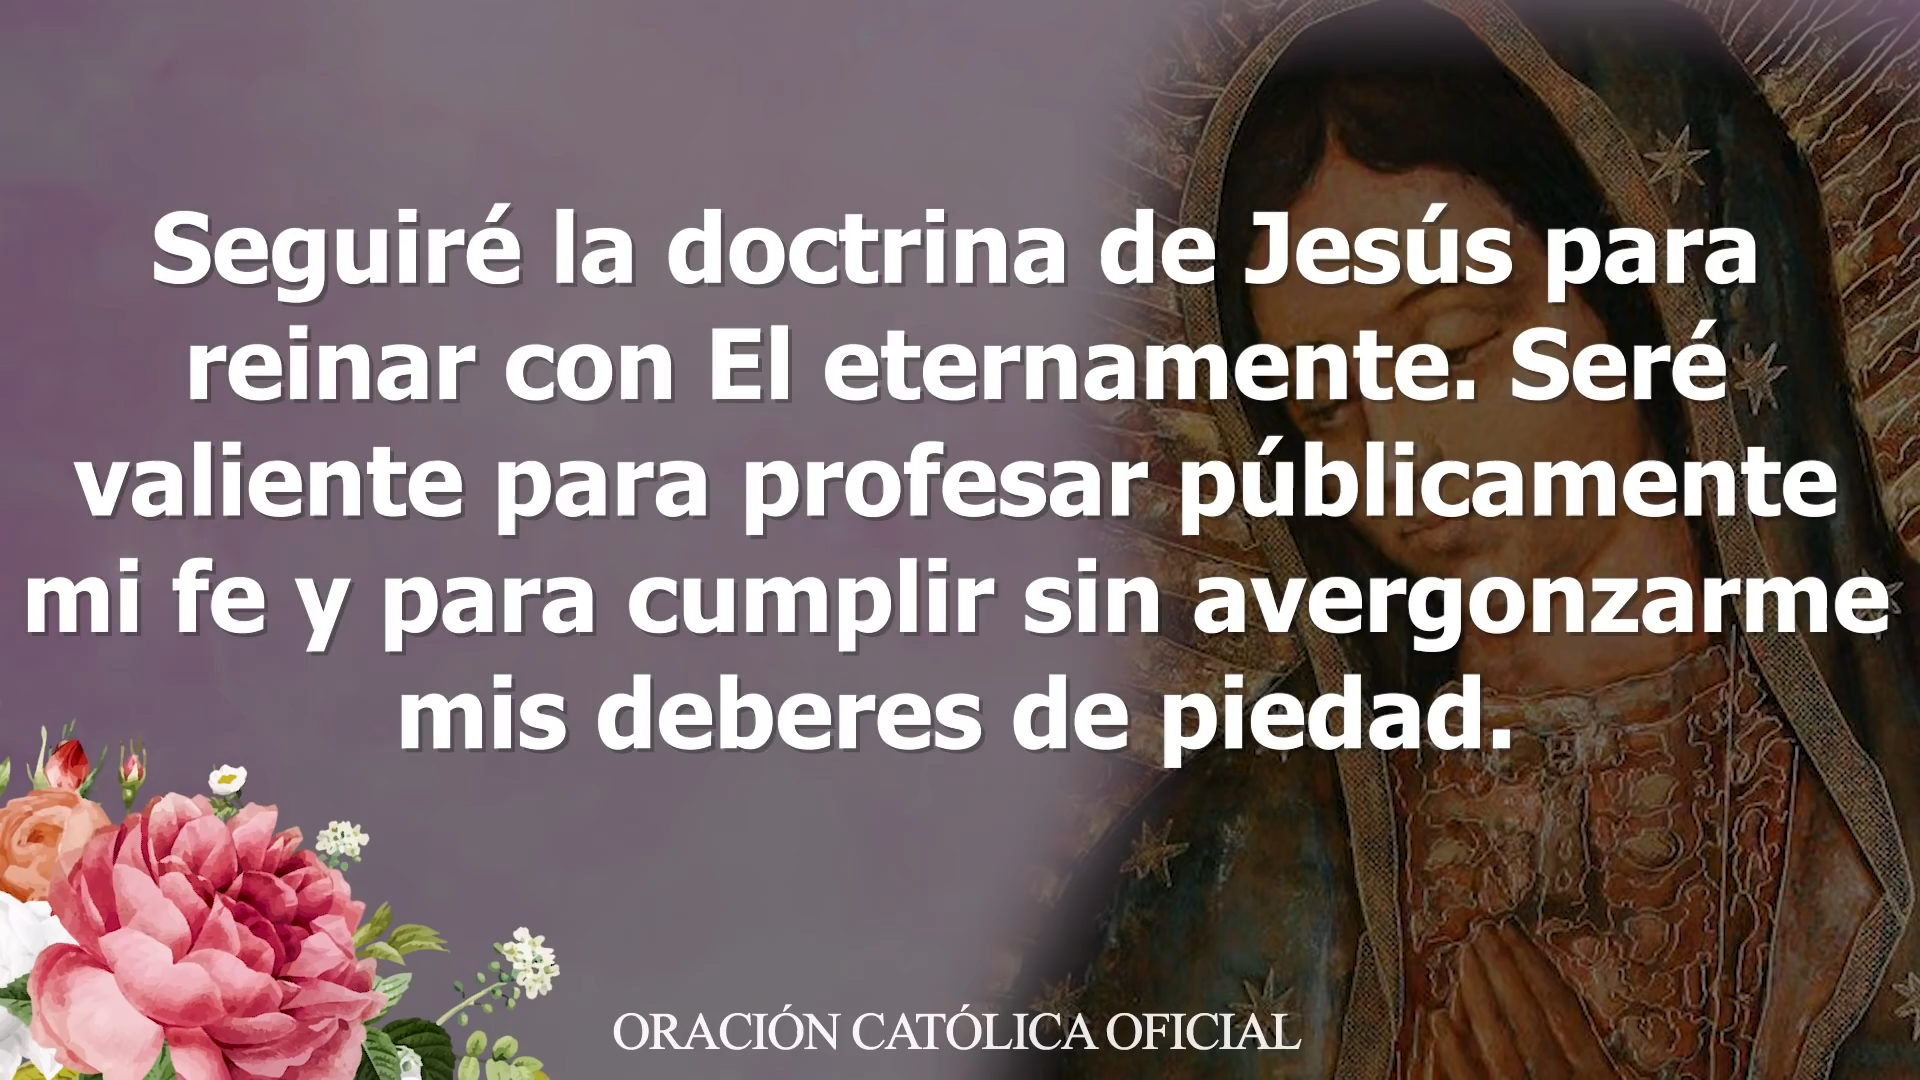 Seguiré la doctrina de Jesús para
reinar con El eternamente. Seré
valiente para profesar públicamente
mi fe y para cumplir sin avergonzarme
mis deberes de piedad.
ORACIÓN CATÓLICA OFICIAL